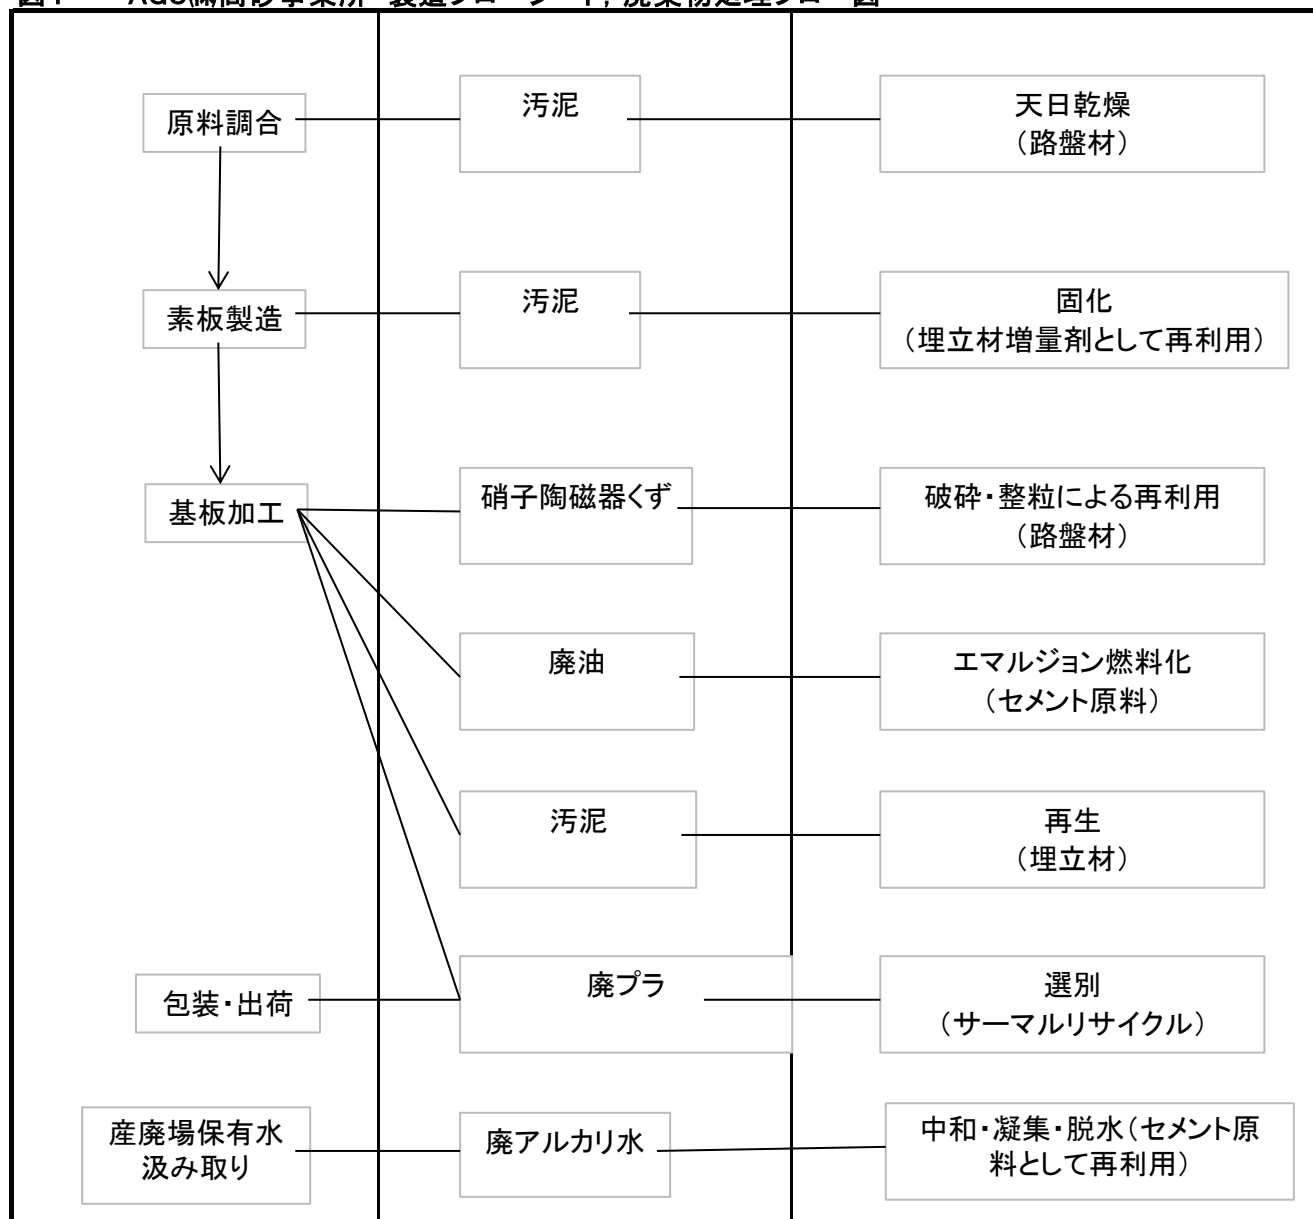 原料調合
汚泥
天日乾燥
（路盤材）
素板製造
汚泥
固化
（埋立材増量剤として再利用）
基板加工
硝子陶磁器くず
破砕・整粒による再利用
（路盤材）
廃油
エマルジョン燃料化
（セメント原料）
汚泥
再生
（埋立材）
包装・出荷
廃プラ
選別
（サーマルリサイクル）
産廃場保有水
汲み取り
廃アルカリ水
中和・凝集・脱水（セメント原
料として再利用）